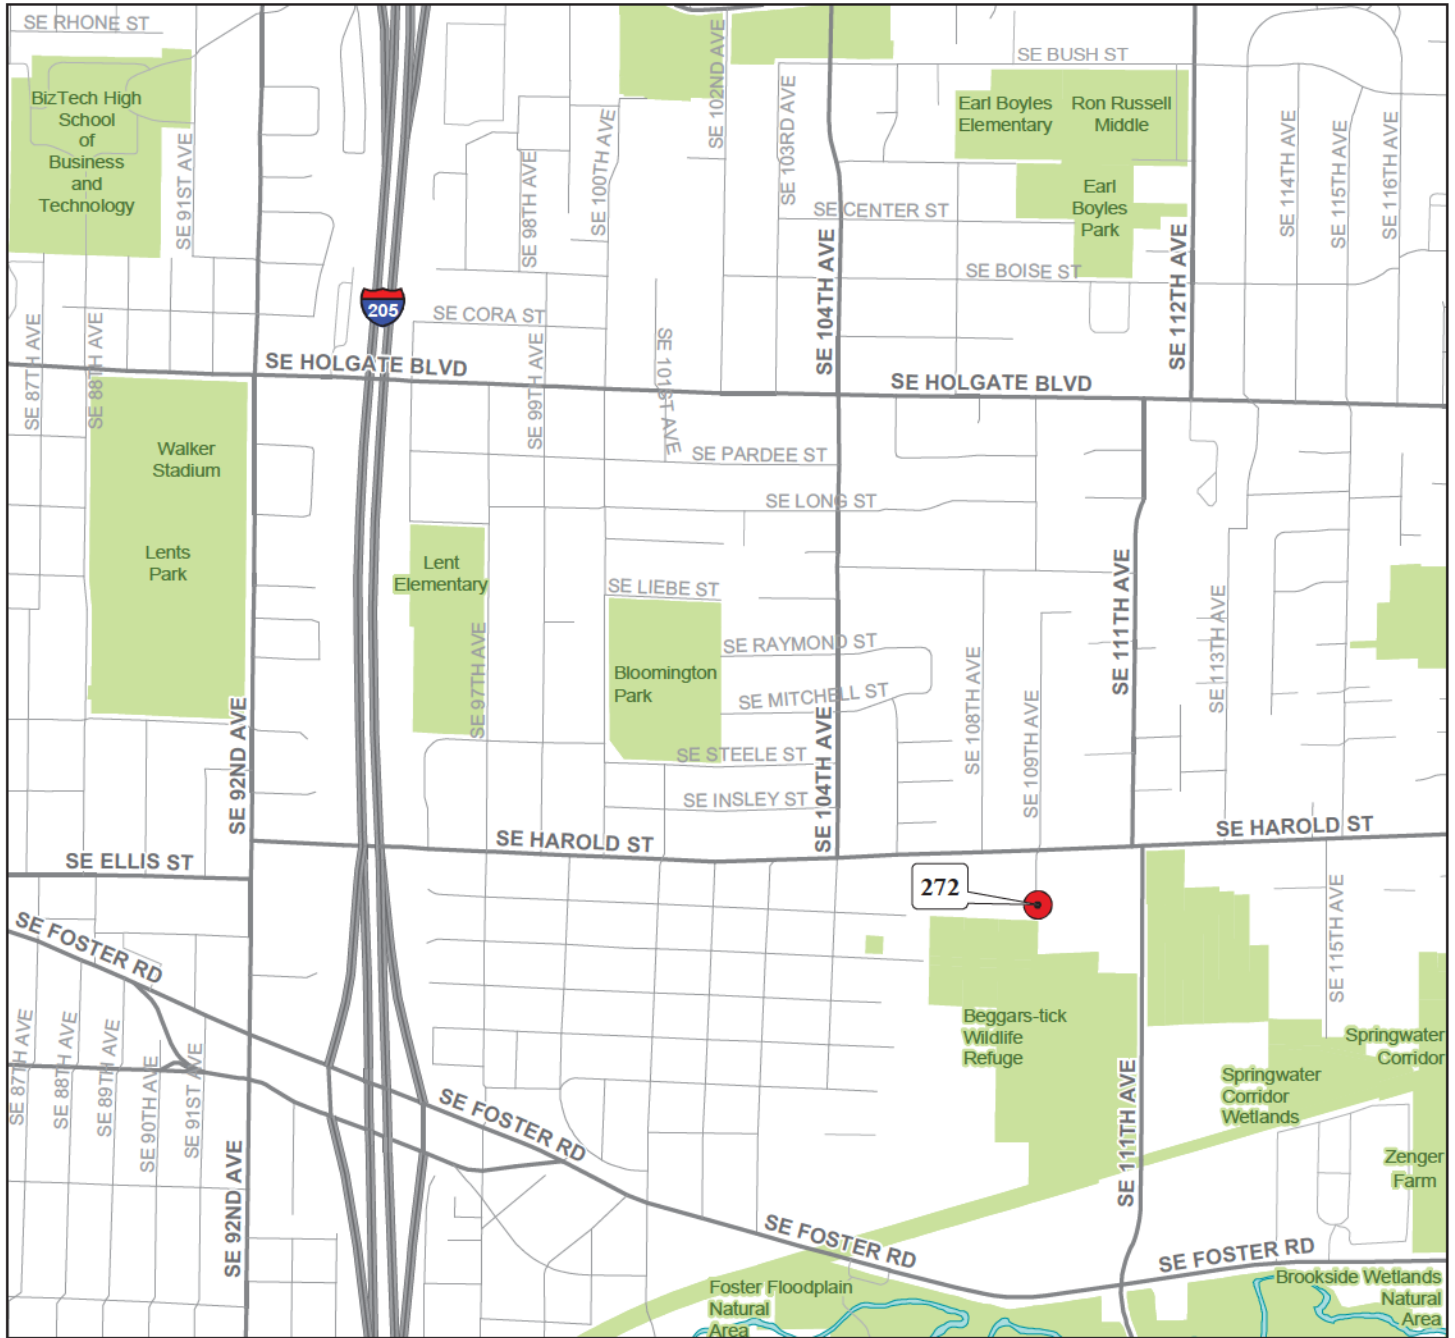 SE RHONE ST
SE 102ND AVE
SE BUSH ST
BizTech High
School
of
Business
and
Technology
SE 91ST AVE
SE 98TH AVE
SE 100TH AVE
SE 103RD AVE
Earl Boyles
Elementary
Ron Russell
Middle
SE 114TH AVE
SE 115TH AVE
SE 116TH AVE
Earl
Boyles
Park
SE CENTER ST
SE 104TH AVE
SE BOISE ST
SE 112TH AVE
205
SE CORA ST
SE 87TH AVE
SE 88TH AVE
SE 99TH AVE
SE 101ST AVE
SE HOLGATE BLVD
SE HOLGATE BLVD
Walker
Stadium
SE PARDEE ST
SE LONG ST
Lents
Park
Lent
Elementary
SE LIEBE ST
SE 111TH AVE
SE 113TH AVE
SE RAYMOND ST
Bloomington
Park
SE 97TH AVE
SE MITCHELL ST
SE 108TH AVE
SE 109TH AVE
SE 92ND AVE
SE STEELE ST
SE 104TH AVE
SE INSLEY ST
SE HAROLD ST
SE HAROLD ST
SE ELLIS ST
272
SE 115TH AVE
SE FOSTER RD
Beggars-tick
Wildlife
Refuge
Springwater
Corridor
Springwater
Corridor
Wetlands
SE 87TH AVE
SE 88TH AVE
SE 89TH AVE
SE 90TH AVE
SE 91ST AVE
SE FOSTER RD
SE 111TH AVE
Zenger
Farm
SE 92ND AVE
SE FOSTER RD
SE FOSTER RD
Foster Floodplain
Natural
Area
Brookside Wetlands
Natural
Area